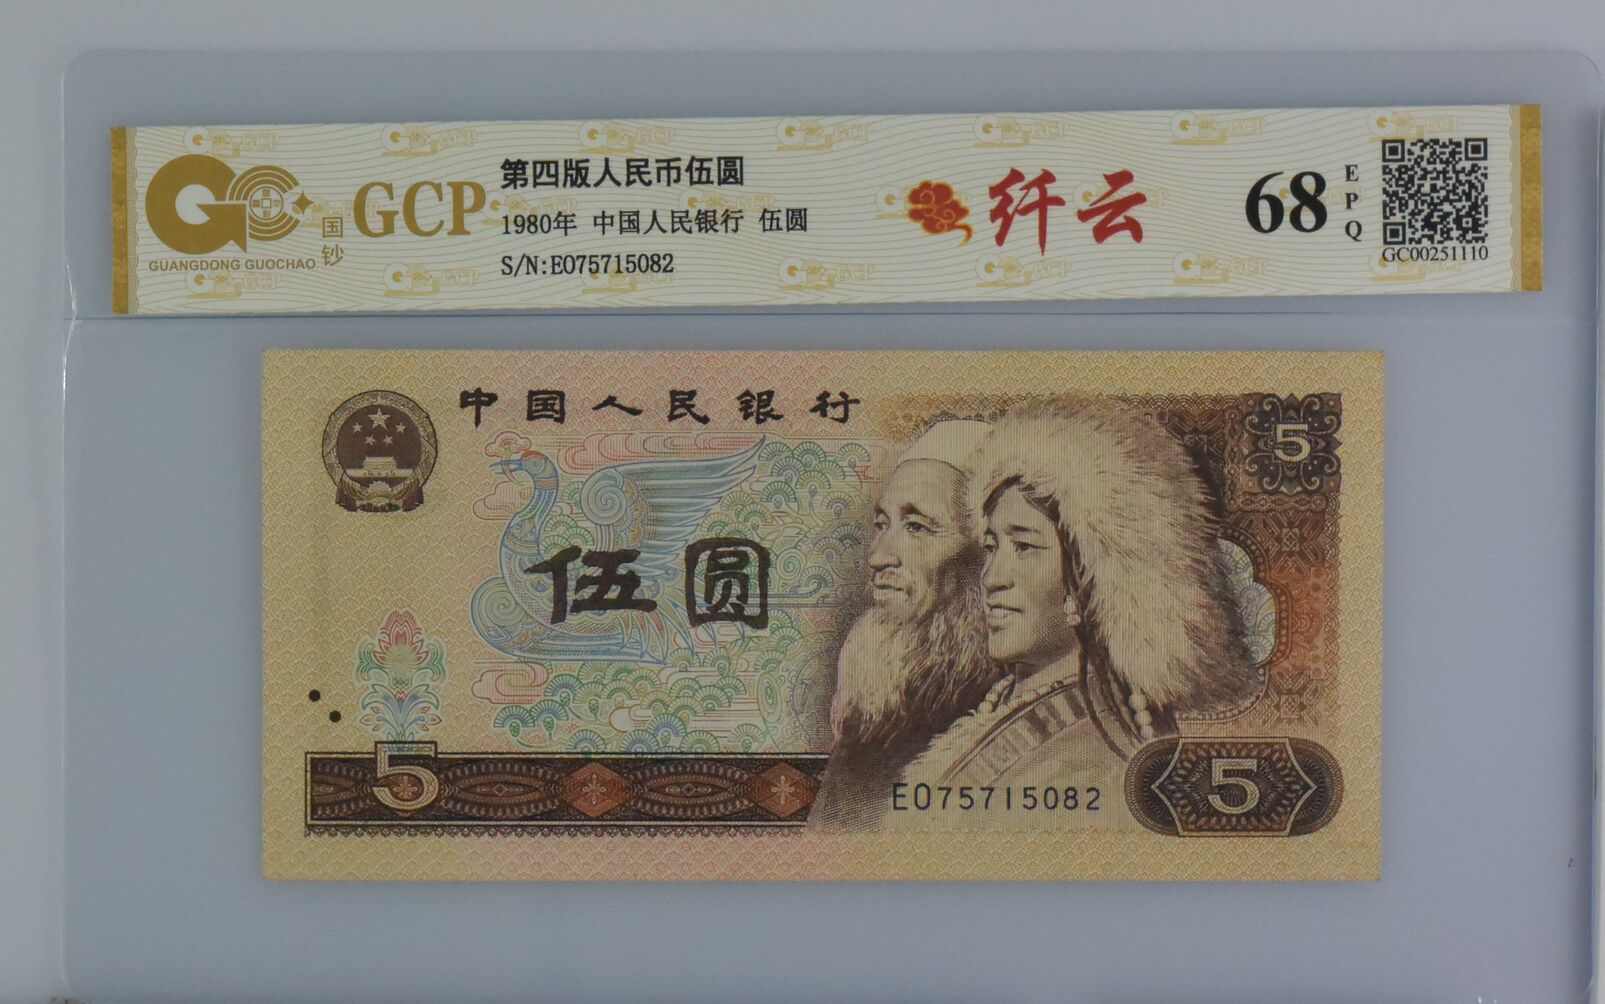 国钞
GUANGDONG GUOCHAO
GCP
第四版人民币伍圆
1980年 中国人民银行 伍圆
S/N:EO75715082
纤云
68
EPQ
GC00251110
中国人民银行
5
伍圆
5
EO75715082
5